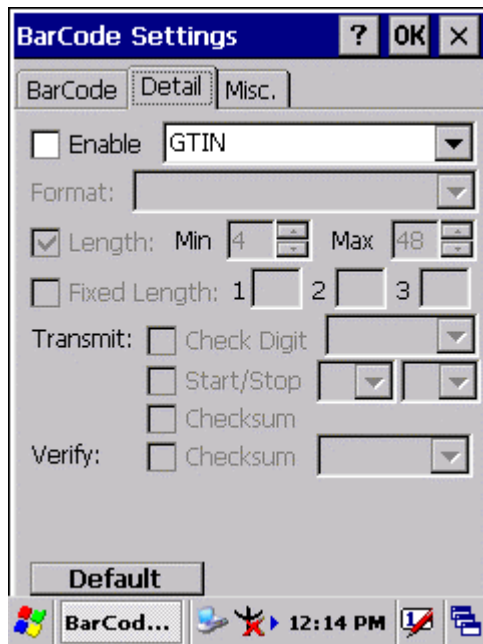 BarCode Settings ? OK ×
BarCode Detail Misc.
Enable GTIN
Format:
Length: Min 4 Max 48
Fixed Length: 1 2 3
Transmit: Check Digit
Start/Stop
Checksum
Verify: Checksum
Default
BarCod... 12:14 PM